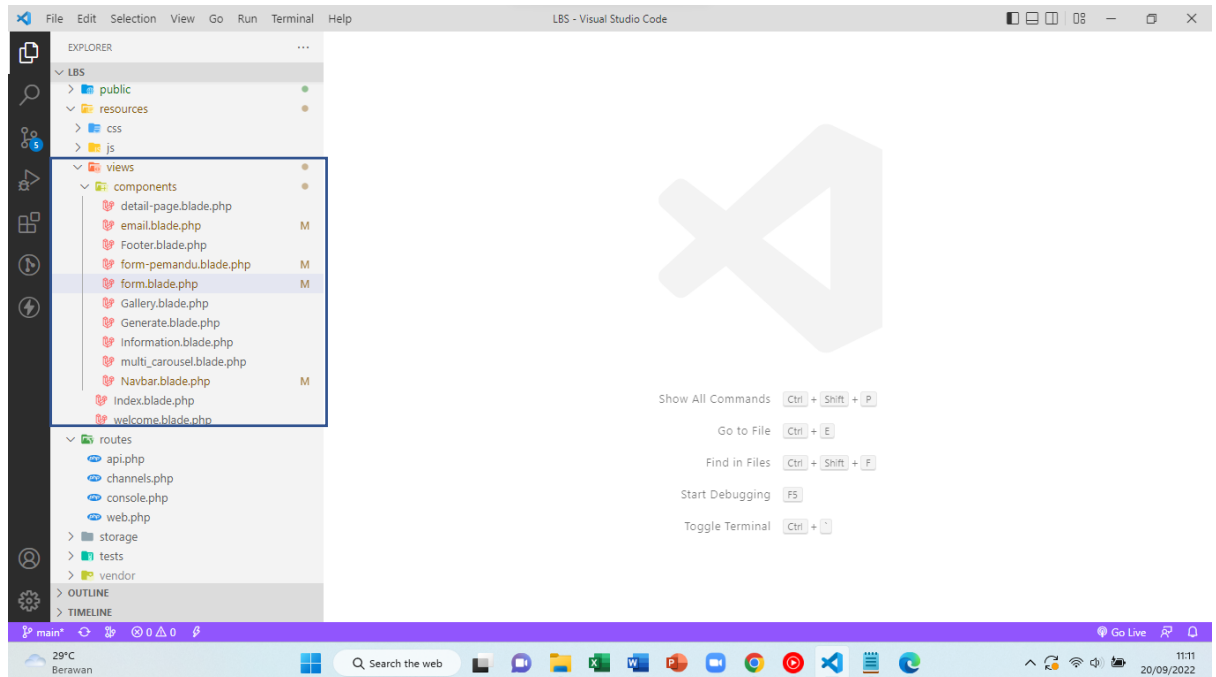 File Edit Selection View Go Run Terminal Help LBS - Visual Studio Code
EXPLORER
LBS
public
resources
css
js
views
components
detail-page.blade.php
email.blade.php M
Footer.blade.php
form-pemandu.blade.php M
form.blade.php M
Gallery.blade.php
Generate.blade.php
Information.blade.php
multi_carousel.blade.php
Navbar.blade.php M
Index.blade.php
welcome.blade.php
routes
api.php
channels.php
console.php
web.php
storage
tests
vendor
OUTLINE
TIMELINE
5
Show All Commands Ctrl + Shift + P
Go to File Ctrl + E
Find in Files Ctrl + Shift + F
Start Debugging F5
Toggle Terminal Ctrl + `
main* 0 0 Go Live
29°C
Berawan
Search the web
11:11
20/09/2022